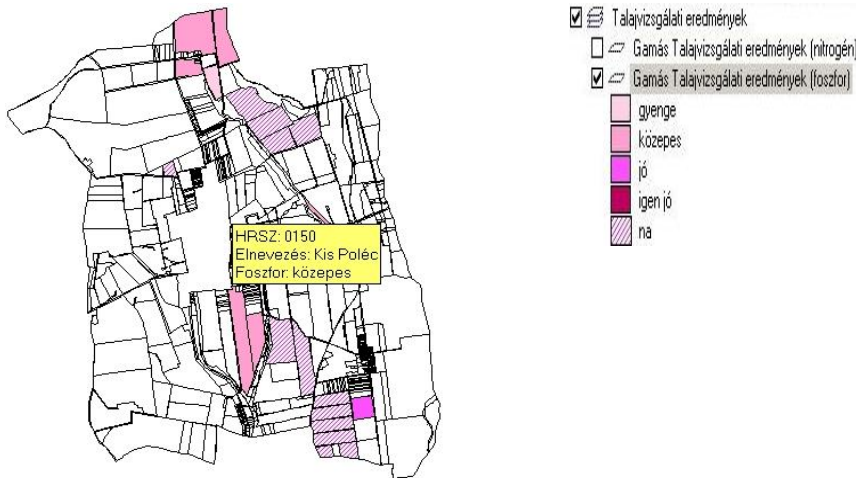 Talajvizsgálati eredmények
Gamás Talajvizsgálati eredmények (nitrogén)
Gamás Talajvizsgálati eredmények (foszfor)
gyenge
közepes
jó
igen jó
na
HRSZ: 0150
Elnevezés: Kis Poléc
Foszfor: közepes